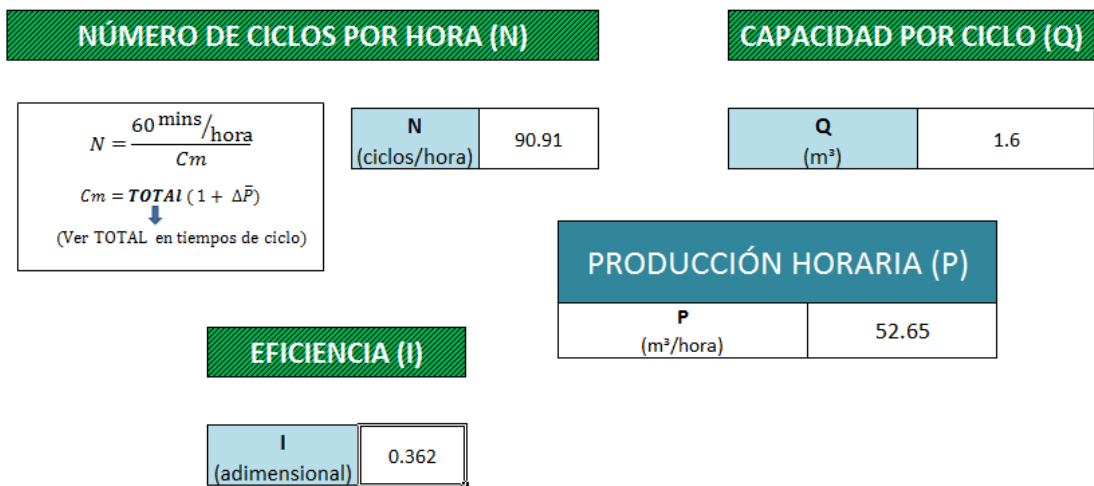 NÚMERO DE CICLOS POR HORA (N)
CAPACIDAD POR CICLO (Q)
N = 60 mins/hora / Cm
Cm = TOTAl (1 + ΔP̄)
(Ver TOTAL en tiempos de ciclo)
N
(ciclos/hora)
90.91
Q
(m³)
1.6
PRODUCCIÓN HORARIA (P)
P
(m³/hora)
52.65
EFICIENCIA (I)
I
(adimensional)
0.362